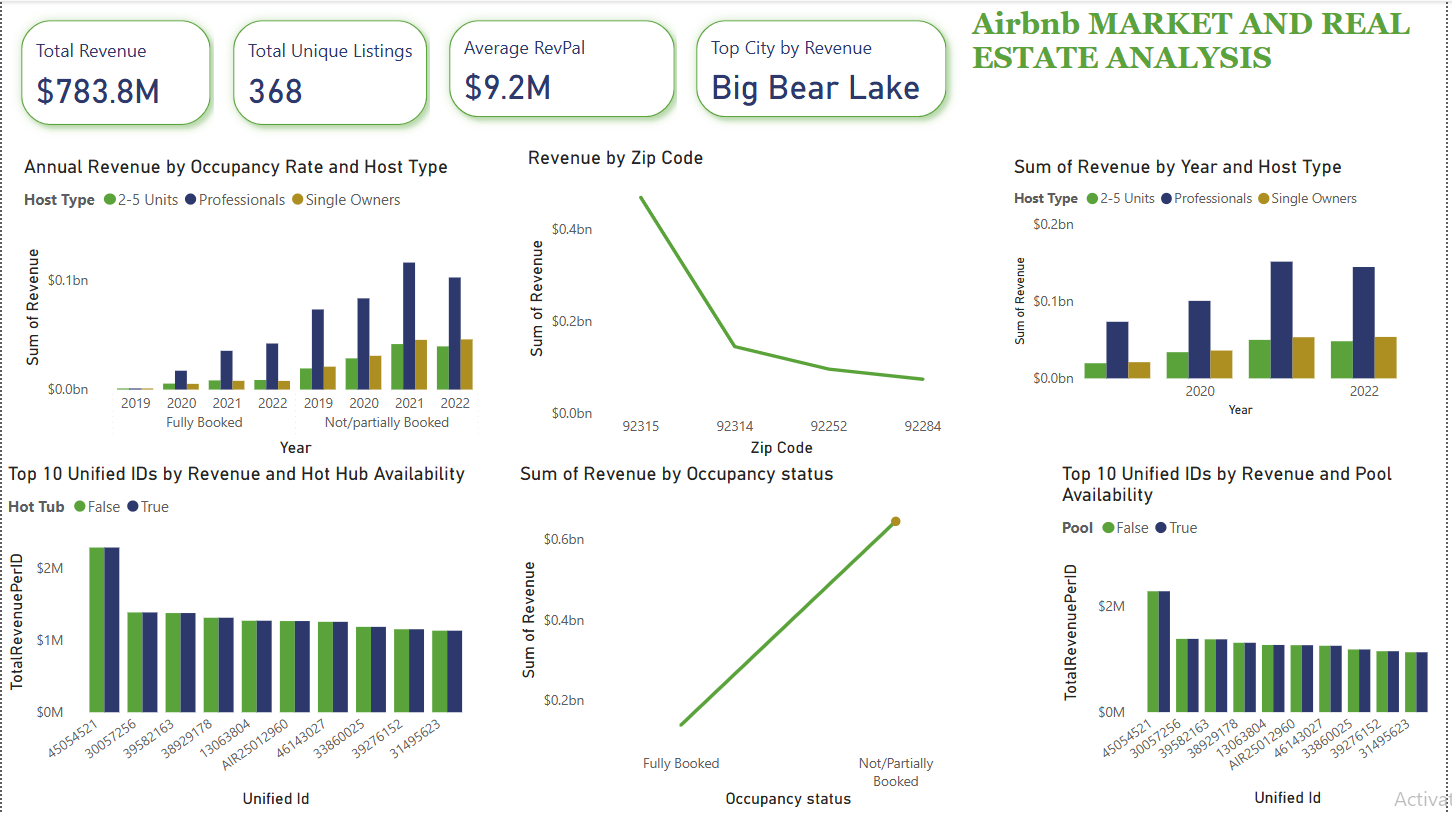 Airbnb MARKET AND REAL
ESTATE ANALYSIS
Total Revenue
$783.8M
Total Unique Listings
368
Average RevPal
$9.2M
Top City by Revenue
Big Bear Lake
Annual Revenue by Occupancy Rate and Host Type
Host Type 2-5 Units Professionals Single Owners
Sum of Revenue
$0.1bn
$0.0bn
2019 2020 2021 2022 2019 2020 2021 2022
Fully Booked Not/partially Booked
Year
Revenue by Zip Code
Sum of Revenue
$0.4bn
$0.2bn
$0.0bn
92315 92314 92252 92284
Zip Code
Sum of Revenue by Year and Host Type
Host Type 2-5 Units Professionals Single Owners
Sum of Revenue
$0.2bn
$0.1bn
$0.0bn
2020 2022
Year
Top 10 Unified IDs by Revenue and Hot Hub Availability
Hot Tub False True
TotalRevenuePerID
$2M
$1M
$0M
45054521 30057256 39582163 38929178 13063804 AIR25012960 46143027 33860025 39276152 31495623
Unified Id
Sum of Revenue by Occupancy status
Sum of Revenue
$0.6bn
$0.4bn
$0.2bn
Fully Booked Not/Partially
Booked
Occupancy status
Top 10 Unified IDs by Revenue and Pool
Availability
Pool False True
TotalRevenuePerID
$2M
$0M
45054521 30057256 39582163 38929178 13063804 AIR25012960 46143027 33860025 39276152 31495623
Unified Id
Activat